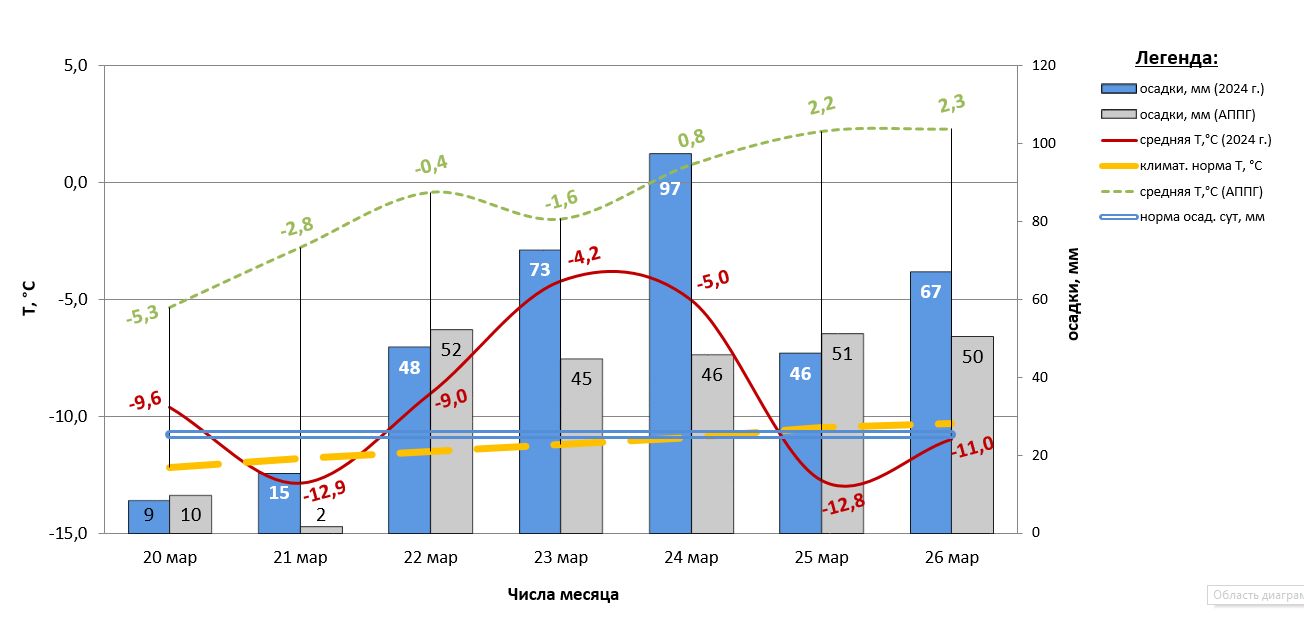 Легенда:
осадки, мм (2024 г.)
осадки, мм (АППГ)
средняя Т,°С (2024 г.)
климат. норма Т, °С
средняя Т,°С (АППГ)
норма осад. сут, мм
Т, °С
5,0
0,0
-5,0
-10,0
-15,0
осадки, мм
120
100
80
60
40
20
0
-5,3
-2,8
-0,4
-1,6
0,8
2,2
2,3
-9,6
-12,9
-9,0
-4,2
-5,0
-12,8
-11,0
9
10
15
2
48
52
73
45
97
46
46
51
67
50
20 мар
21 мар
22 мар
23 мар
24 мар
25 мар
26 мар
Числа месяца
Область диаграм